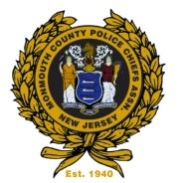 MONMOUTH COUNTY POLICE CHIEFS ASSN.
NEW JERSEY
Est. 1940